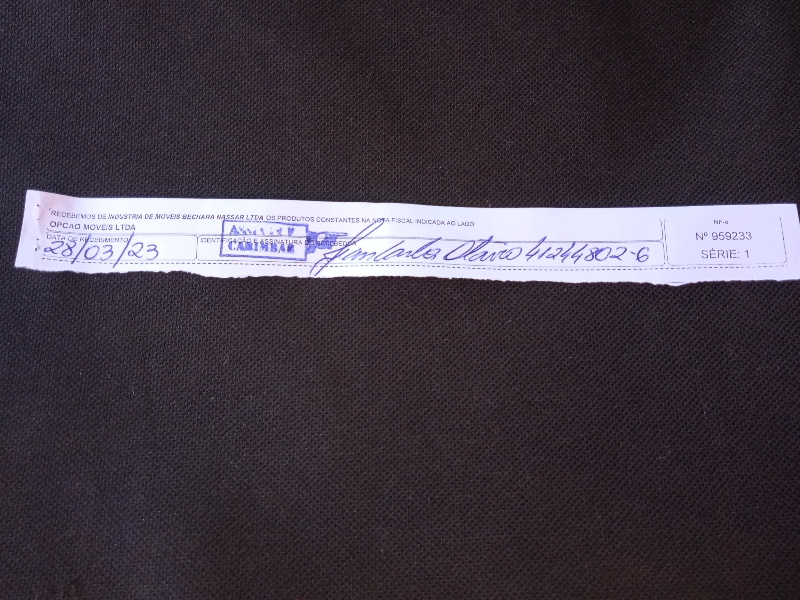 RECEBEMOS DE INDUSTRIA DE MOVEIS BECHARA NASSAR LTDA OS PRODUTOS CONSTANTES NA NOTA FISCAL INDICADA AO LADO
OPCAO MOVEIS LTDA
DATA DE RECEBIMENTO
28/03/23
IDENTIFICAÇÃO E ASSINATURA DO RECEBEDOR
ASSINAR E
CARIMBAR
Otavio 41244802-6
NF-e
Nº 959233
SÉRIE: 1